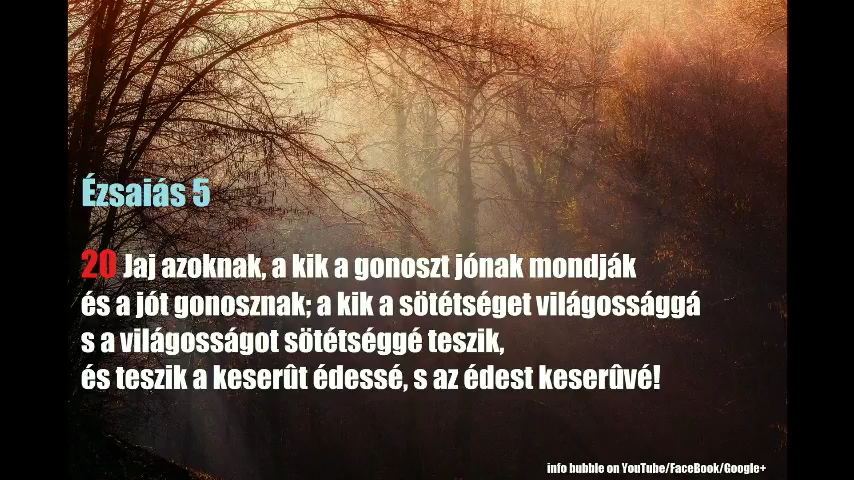 Ézsaiás 5
20 Jaj azoknak, a kik a gonoszt jónak mondják
és a jót gonosznak; a kik a sötétséget világossággá
s a világosságot sötétséggé teszik,
és teszik a keserût édessé, s az édest keserûvé!
info bubble on YouTube/FaceBook/Google+